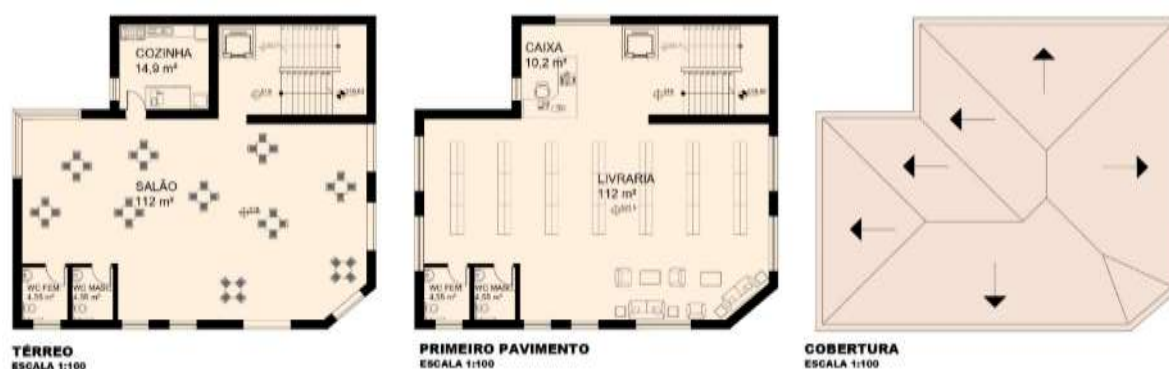 COZINHA
14,9 m²
SALÃO
112 m²
WC FEM.
4,55 m²
WC MASC.
4,55 m²
TÉRREO
ESCALA 1:100
CAIXA
10,2 m²
LIVRARIA
112 m²
WC FEM.
4,55 m²
WC MASC.
4,55 m²
PRIMEIRO PAVIMENTO
ESCALA 1:100
COBERTURA
ESCALA 1:100